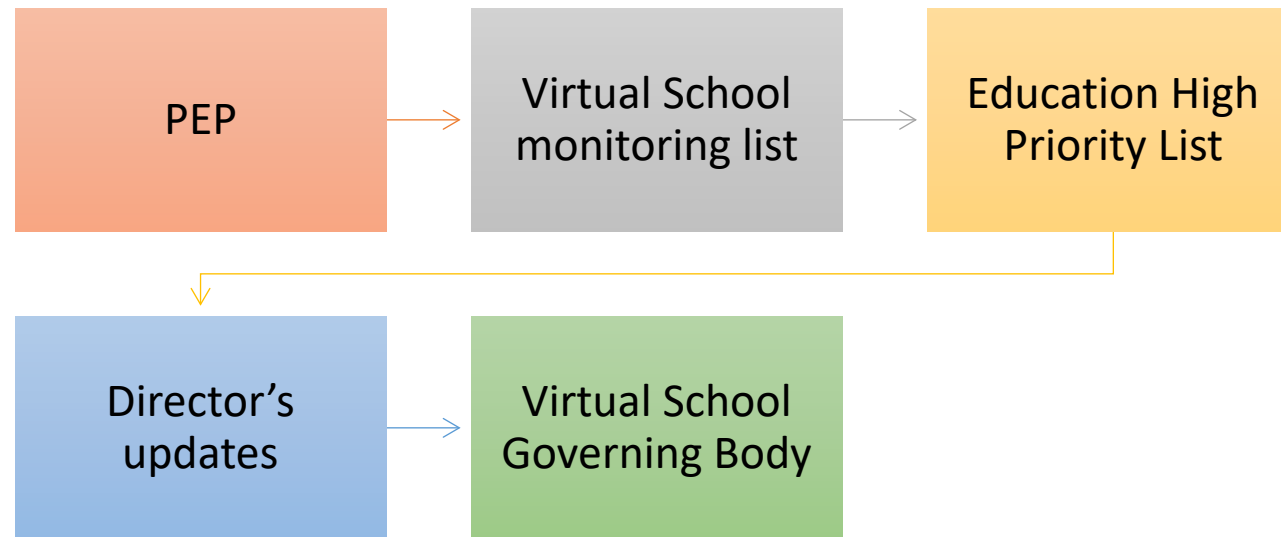 PEP
Virtual School
monitoring list
Education High
Priority List
Director’s
updates
Virtual School
Governing Body